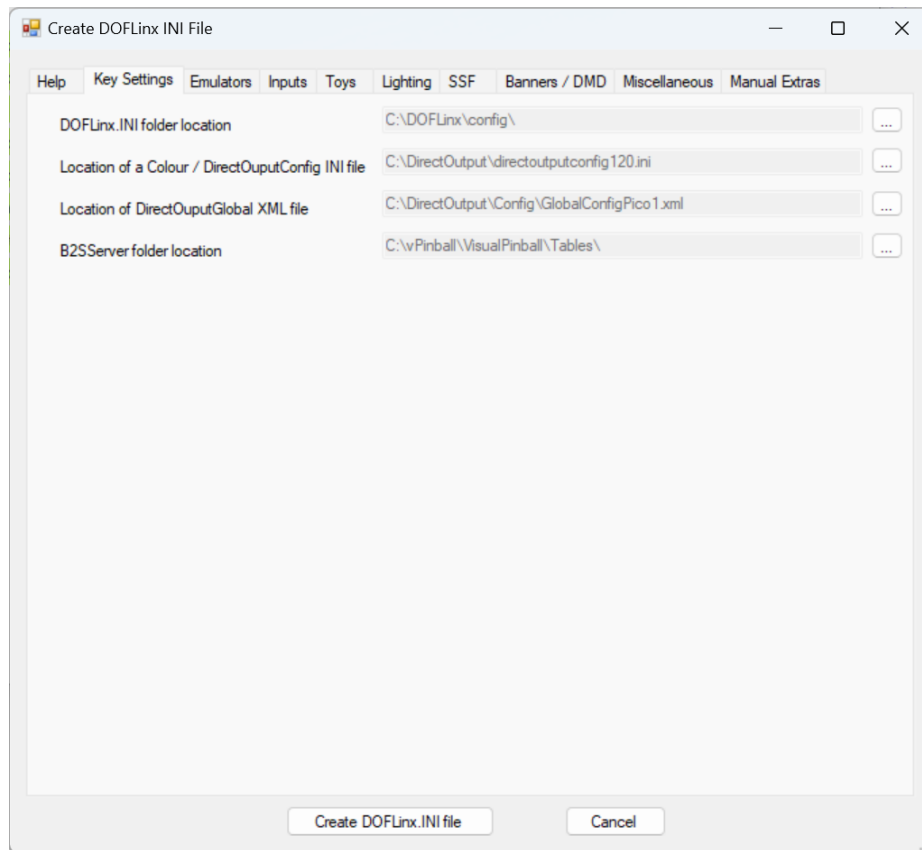 Create DOFLinx INI File
Help Key Settings Emulators Inputs Toys Lighting SSF Banners / DMD Miscellaneous Manual Extras
DOFLinx.INI folder location C:\DOFLinx\config\ ...
Location of a Colour / DirectOuputConfig INI file C:\DirectOutput\directoutputconfig120.ini ...
Location of DirectOuputGlobal XML file C:\DirectOutput\Config\GlobalConfigPico1.xml ...
B2SServer folder location C:\vPinball\VisualPinball\Tables\ ...
Create DOFLinx.INI file Cancel